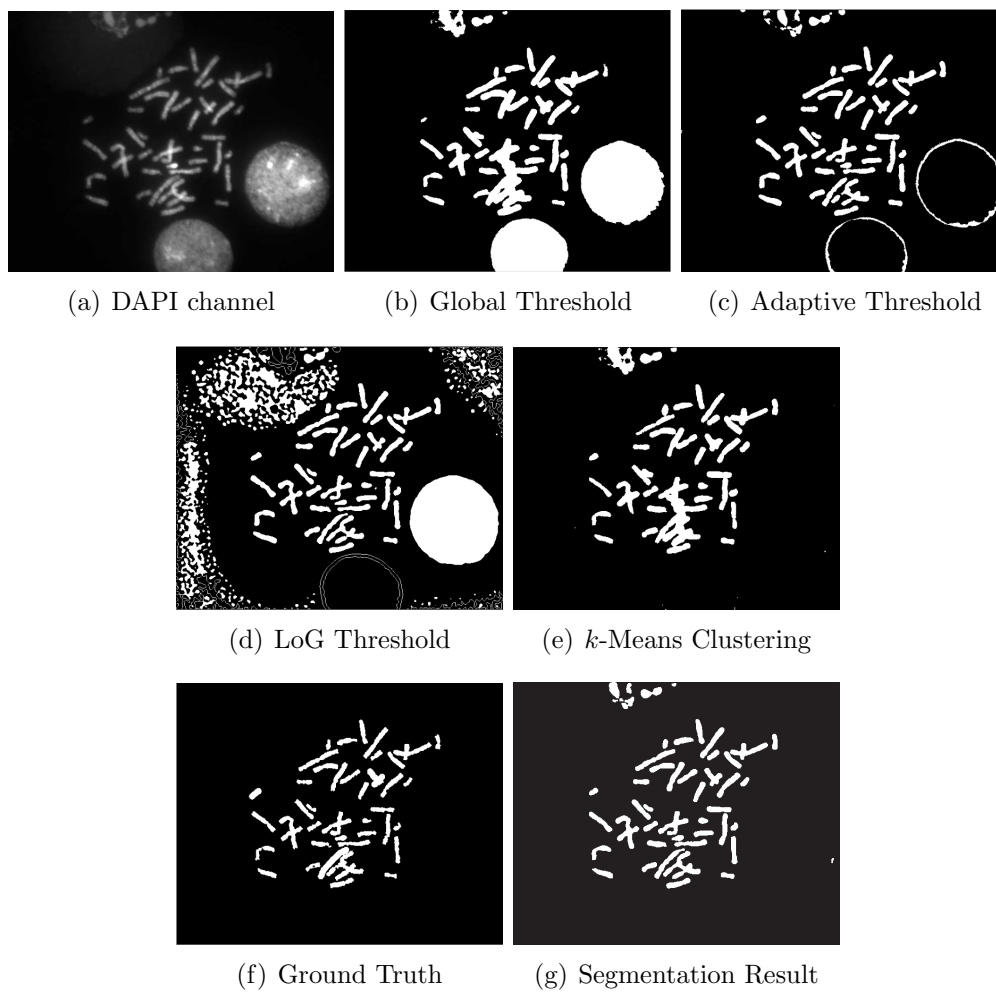 (a) DAPI channel
(b) Global Threshold
(c) Adaptive Threshold
(d) LoG Threshold
(e) k-Means Clustering
(f) Ground Truth
(g) Segmentation Result